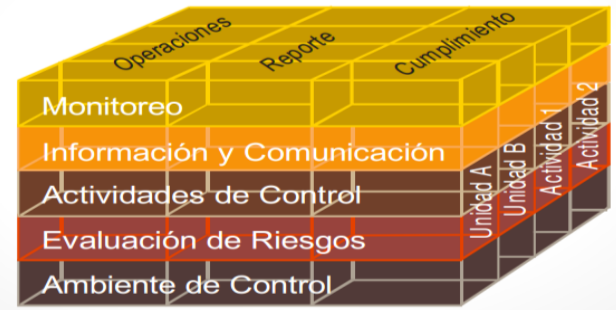 Operaciones
Reporte
Cumplimiento
Monitoreo
Información y Comunicación
Actividades de Control
Evaluación de Riesgos
Ambiente de Control
Unidad A
Unidad B
Actividad 1
Actividad 2